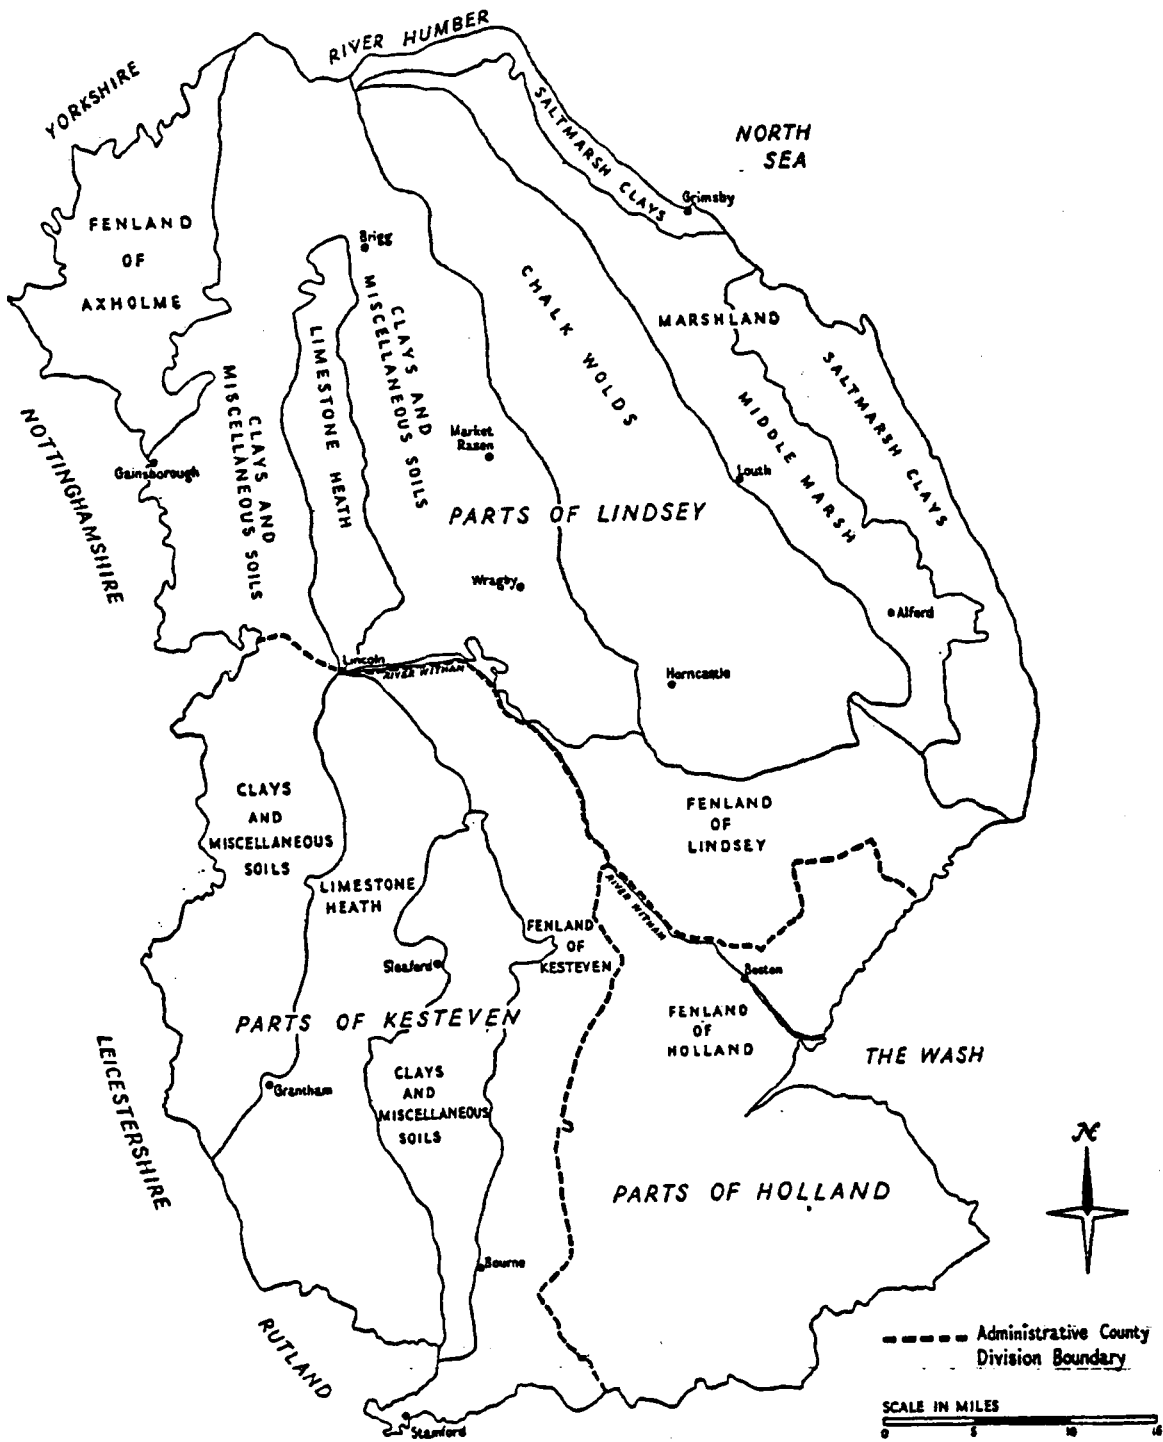 RIVER HUMBER
YORKSHIRE
SALTMARSH CLAYS
NORTH
SEA
Grimsby
FENLAND
OF
AXHOLME
Brigg
CHALK WOLDS
MARSHLAND
CLAYS AND
MISCELLANEOUS SOILS
LIMESTONE HEATH
CLAYS AND
MISCELLANEOUS SOILS
SALTMARSH CLAYS
MIDDLE MARSH
NOTTINGHAMSHIRE
Market
Rasen
Gainsborough
Louth
PARTS OF LINDSEY
Wragby
Alford
Lincoln
RIVER WITHAM
Horncastle
CLAYS
AND
MISCELLANEOUS
SOILS
FENLAND
OF
LINDSEY
LIMESTONE
HEATH
RIVER WITHAM
FENLAND
OF
KESTEVEN
Sleaford
Boston
PARTS OF KESTEVEN
FENLAND
OF
HOLLAND
THE WASH
LEICESTERSHIRE
Grantham
CLAYS
AND
MISCELLANEOUS
SOILS
N
PARTS OF HOLLAND
Bourne
RUTLAND
Stamford
Administrative County
Division Boundary
SCALE IN MILES
0 5 10 15